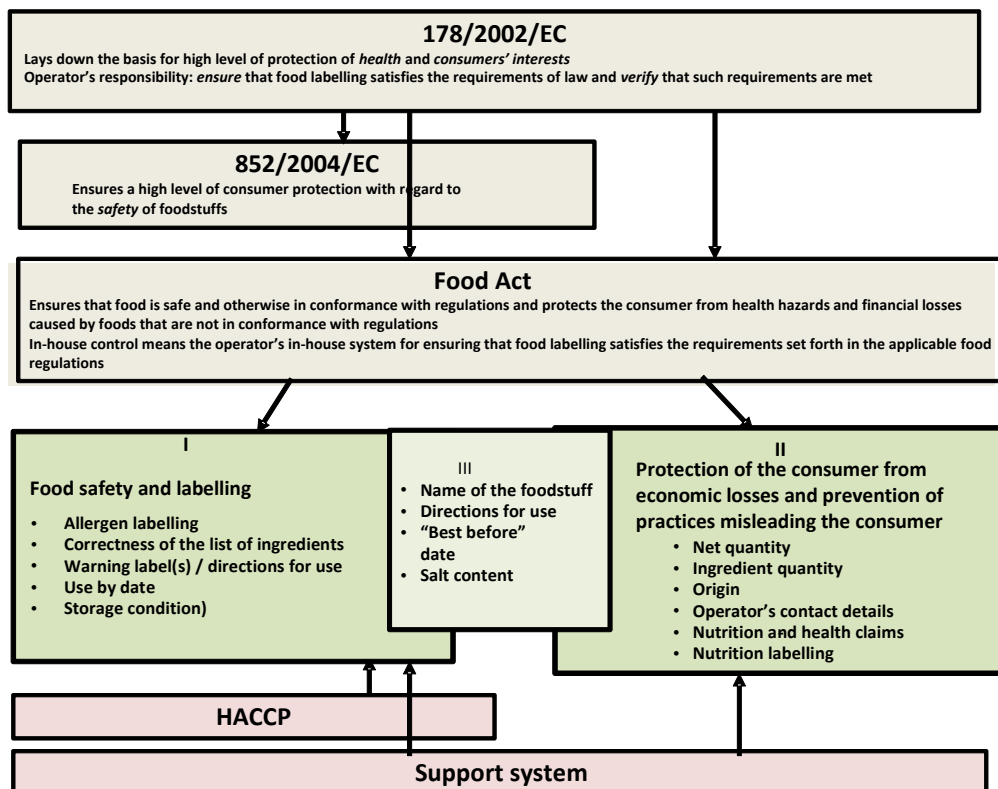 178/2002/EC
Lays down the basis for high level of protection of health and consumers’ interests
Operator’s responsibility: ensure that food labelling satisfies the requirements of law and verify that such requirements are met
852/2004/EC
Ensures a high level of consumer protection with regard to
the safety of foodstuffs
Food Act
Ensures that food is safe and otherwise in conformance with regulations and protects the consumer from health hazards and financial losses
caused by foods that are not in conformance with regulations
In-house control means the operator’s in-house system for ensuring that food labelling satisfies the requirements set forth in the applicable food
regulations
I
Food safety and labelling
• Allergen labelling
• Correctness of the list of ingredients
• Warning label(s) / directions for use
• Use by date
• Storage condition)
III
• Name of the foodstuff
• Directions for use
• “Best before”
date
• Salt content
II
Protection of the consumer from
economic losses and prevention of
practices misleading the consumer
• Net quantity
• Ingredient quantity
• Origin
• Operator’s contact details
• Nutrition and health claims
• Nutrition labelling
HACCP
Support system